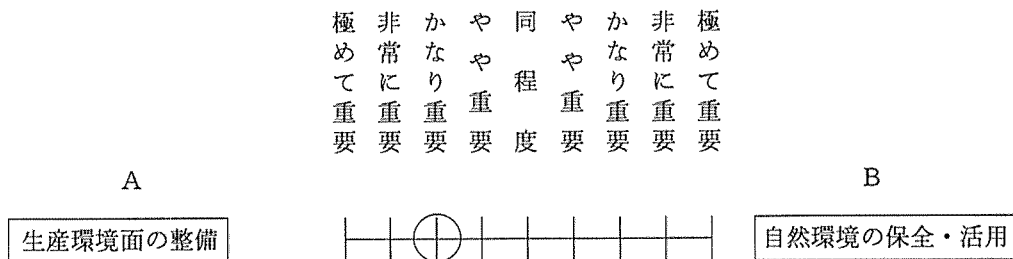 極めて重要
非常に重要
かなり重要
やや重要
同程度
やや重要
かなり重要
非常に重要
極めて重要
A
B
生産環境面の整備
自然環境の保全・活用